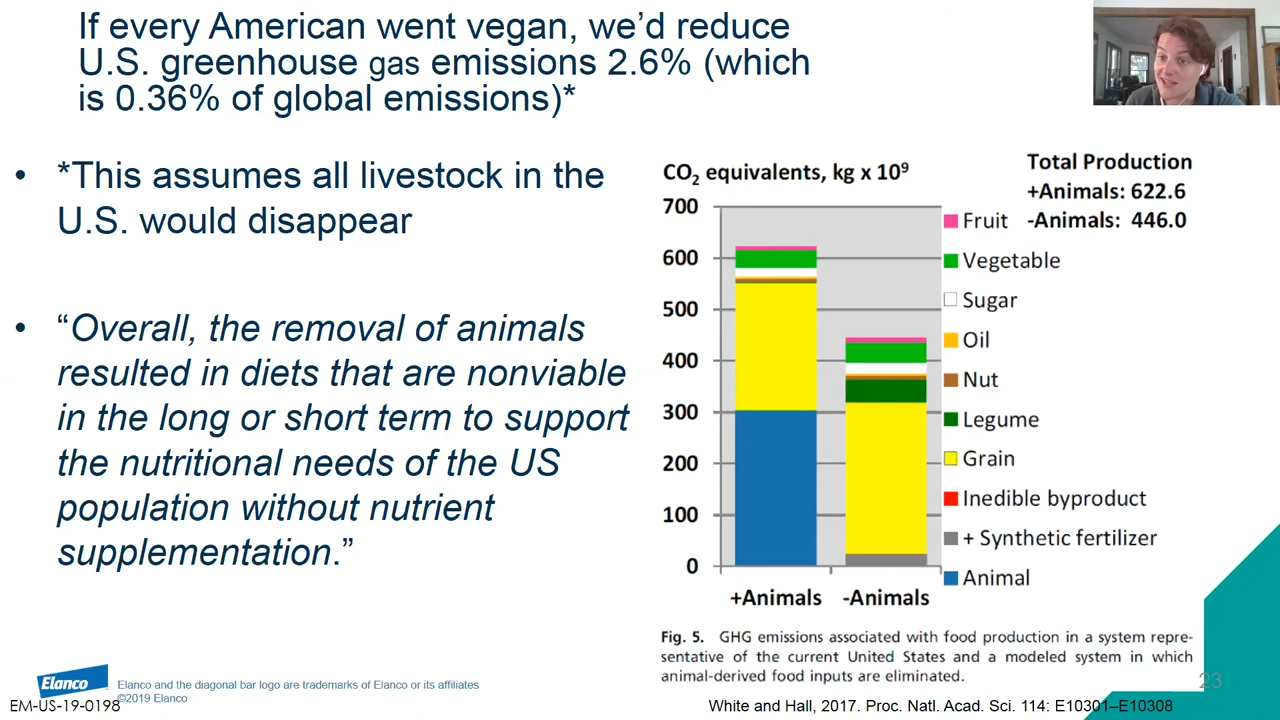 If every American went vegan, we’d reduce
U.S. greenhouse gas emissions 2.6% (which
is 0.36% of global emissions)*
• *This assumes all livestock in the
U.S. would disappear
• “Overall, the removal of animals
resulted in diets that are nonviable
in the long or short term to support
the nutritional needs of the US
population without nutrient
supplementation.”
CO2 equivalents, kg x 10⁹
Total Production
+Animals: 622.6
-Animals: 446.0
700
600
500
400
300
200
100
0
+Animals -Animals
Fruit
Vegetable
Sugar
Oil
Nut
Legume
Grain
Inedible byproduct
+ Synthetic fertilizer
Animal
Fig. 5. GHG emissions associated with food production in a system repre-
sentative of the current United States and a modeled system in which
animal-derived food inputs are eliminated.
23
Elanco
Elanco and the diagonal bar logo are trademarks of Elanco or its affiliates
©2019 Elanco
EM-US-19-0198
White and Hall, 2017. Proc. Natl. Acad. Sci. 114: E10301–E10308